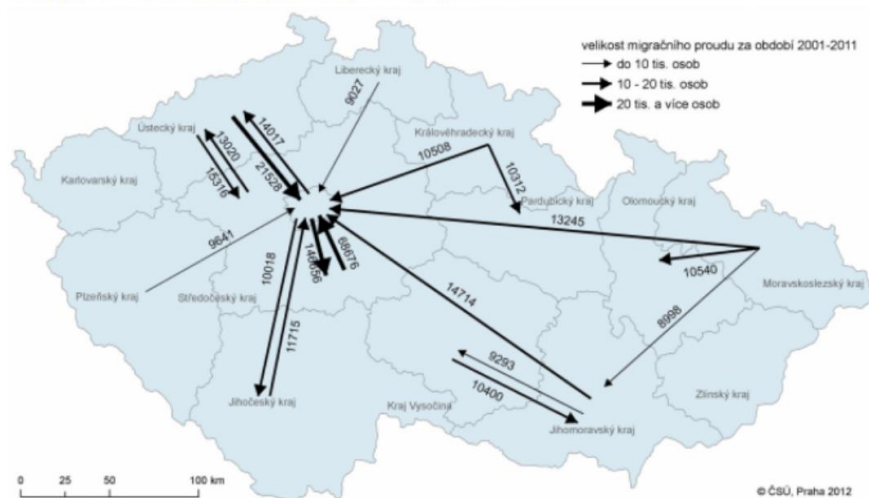 velikost migračního proudu za období 2001-2011
do 10 tis. osob
10 - 20 tis. osob
20 tis. a více osob
Liberecký kraj
9027
Ústecký kraj
13020
15316
14017
21528
Královéhradecký kraj
10508
10312
Karlovarský kraj
Pardubický kraj
Olomoucký kraj
13245
9641
10540
Moravskoslezský kraj
Plzeňský kraj
Středočeský kraj
10018
11715
68676
14714
8998
9293
10400
Zlínský kraj
Jihočeský kraj
Kraj Vysočina
Jihomoravský kraj
0 25 50 100 km
© ČSÚ, Praha 2012